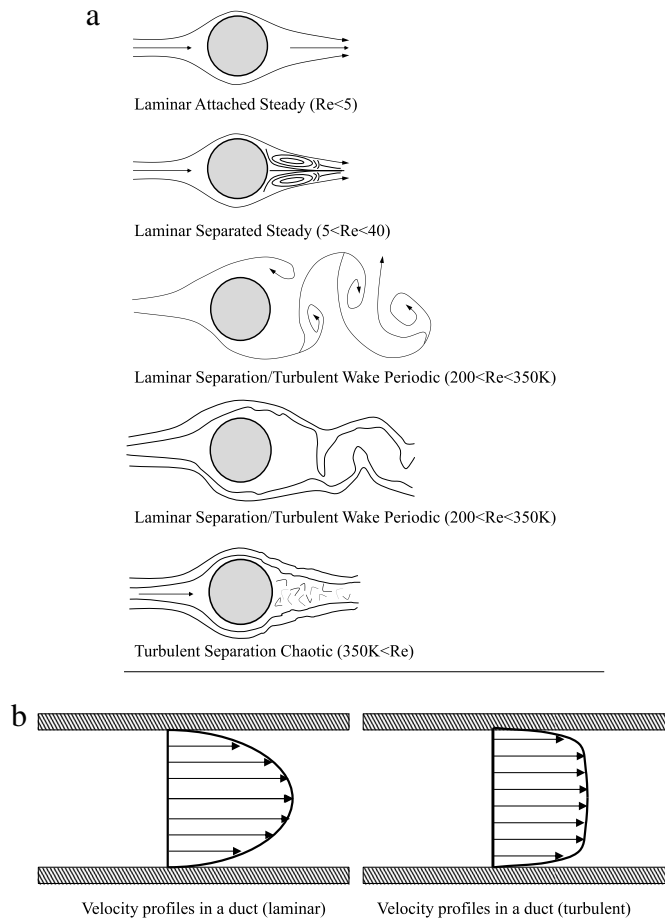 a
Laminar Attached Steady (Re<5)
Laminar Separated Steady (5<Re<40)
Laminar Separation/Turbulent Wake Periodic (200<Re<350K)
Laminar Separation/Turbulent Wake Periodic (200<Re<350K)
Turbulent Separation Chaotic (350K<Re)
b
Velocity profiles in a duct (laminar)
Velocity profiles in a duct (turbulent)